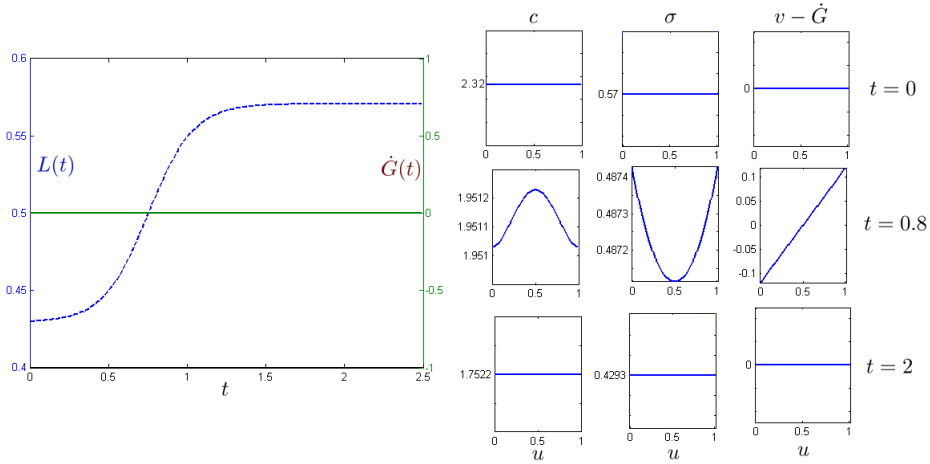 0.6
0.55
0.5
0.45
0.4
L(t)
1
0.5
0
-0.5
-1
Ġ(t)
0 0.5 1 1.5 2 2.5
t
c σ v − Ġ
2.32
0 0.5 1
0.57
0 0.5 1
0
0 0.5 1
t = 0
1.9512
1.9511
1.951
0 0.5 1
0.4874
0.4873
0.4872
0 0.5 1
0.1
0.05
0
-0.05
-0.1
0 0.5 1
t = 0.8
1.7522
0 0.5 1
0.4293
0 0.5 1
0
0 0.5 1
t = 2
u u u